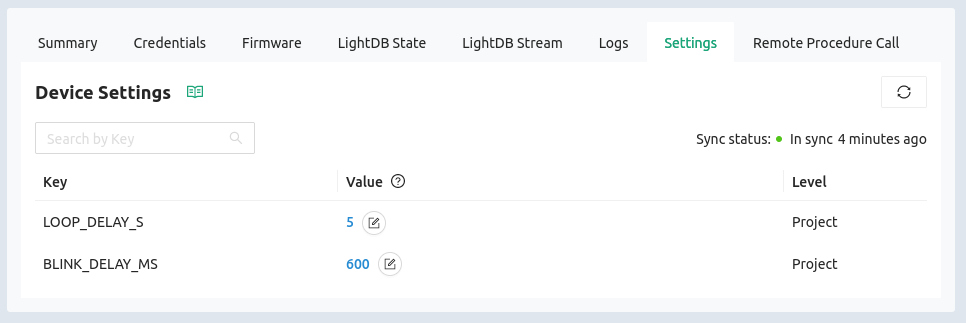 Summary Credentials Firmware LightDB State LightDB Stream Logs Settings Remote Procedure Call
Device Settings
Search by Key
Sync status: In sync 4 minutes ago
Key Value Level
LOOP_DELAY_S 5 Project
BLINK_DELAY_MS 600 Project